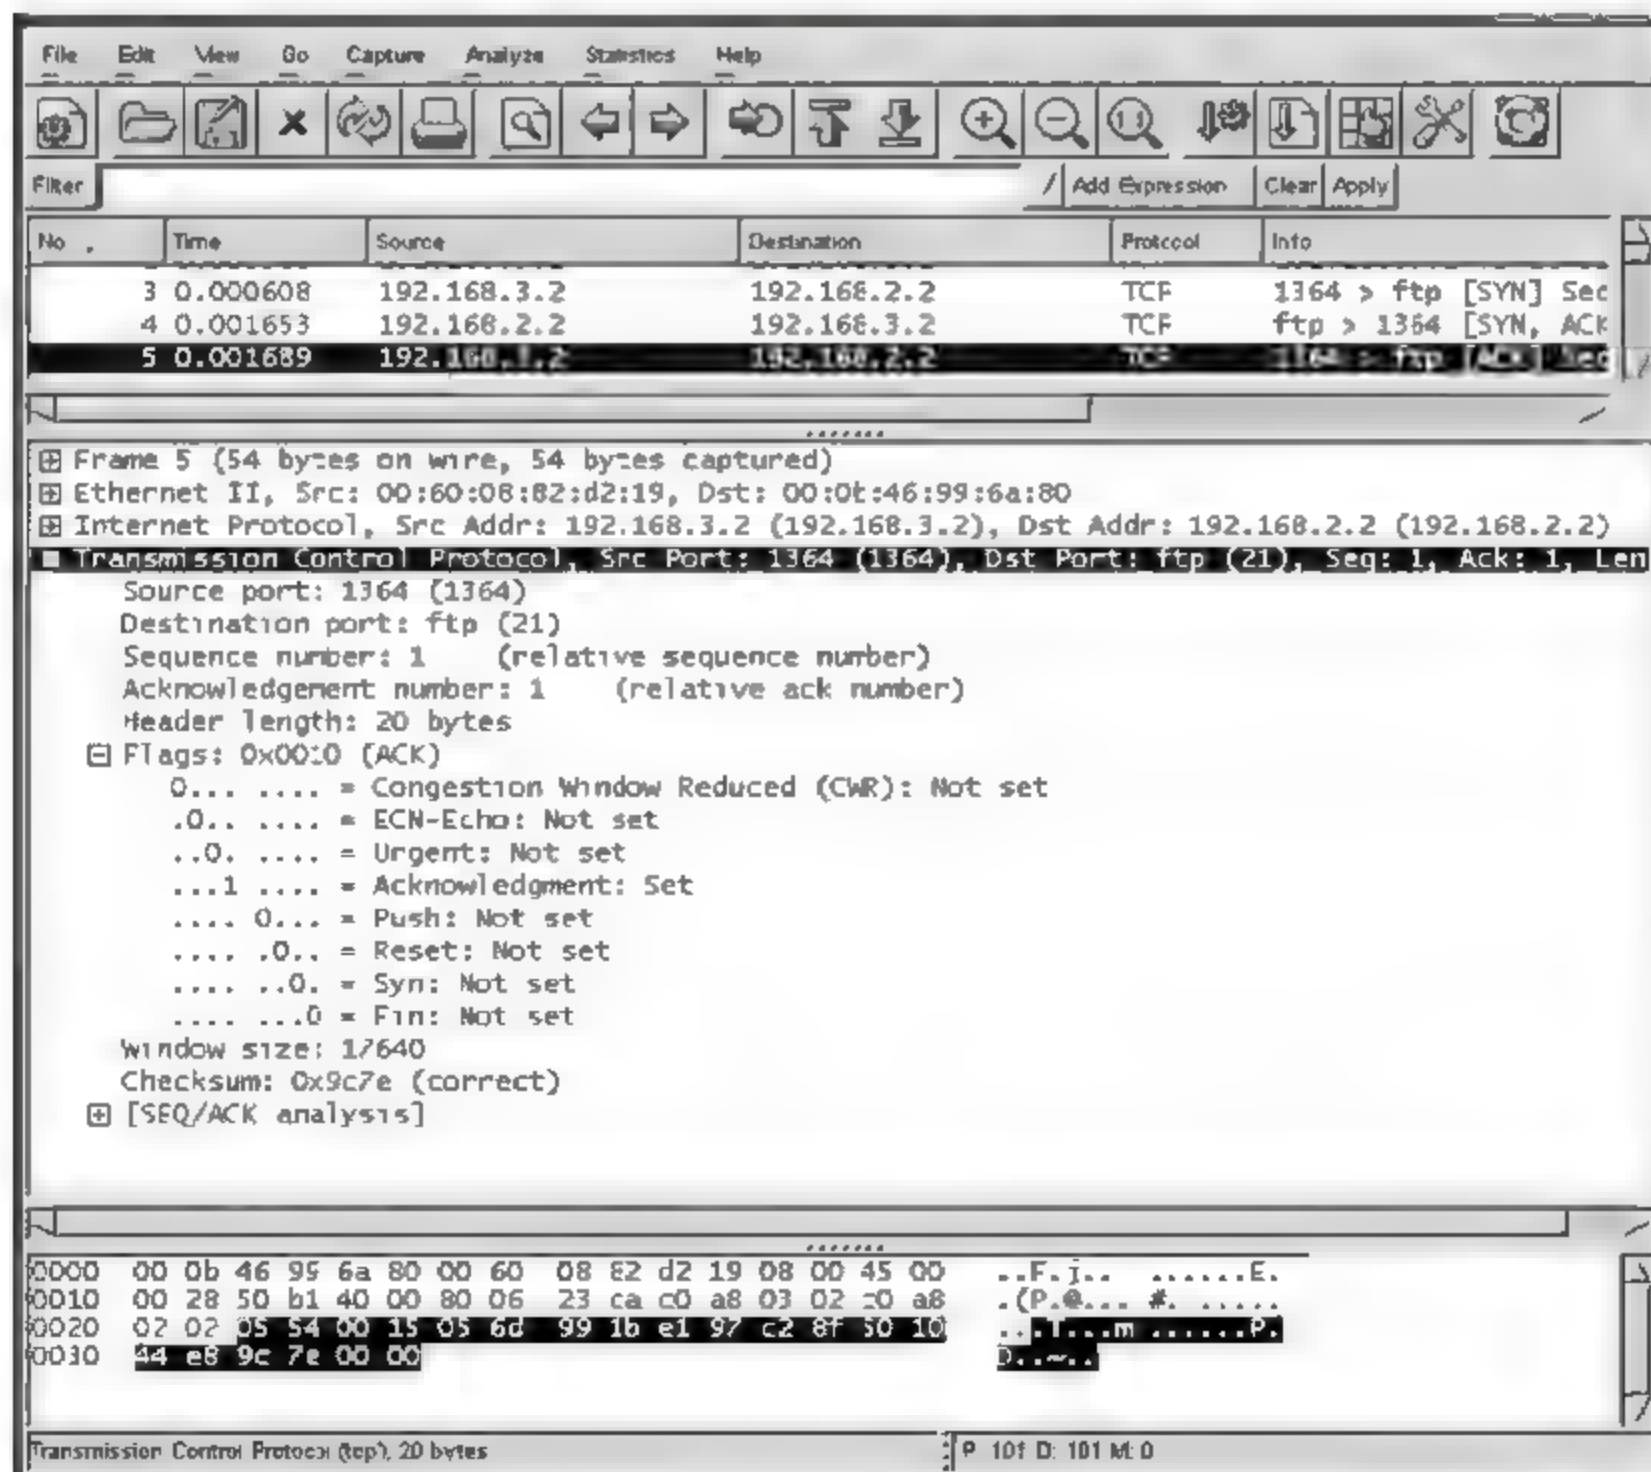 File Edit View Go Capture Analyze Statistics Help
Filter / Add Expression Clear Apply
No . Time Source Destination Protocol Info
3 0.000608 192.168.3.2 192.168.2.2 TCP 1364 > ftp [SYN] Sec
4 0.001653 192.168.2.2 192.168.3.2 TCP ftp > 1364 [SYN, ACK
5 0.001689 192.168.3.2 192.168.2.2 TCP 1364 > ftp [ACK] Sec
Frame 5 (54 bytes on wire, 54 bytes captured)
Ethernet II, Src: 00:60:08:82:d2:19, Dst: 00:0b:46:99:6a:80
Internet Protocol, Src Addr: 192.168.3.2 (192.168.3.2), Dst Addr: 192.168.2.2 (192.168.2.2)
Transmission Control Protocol, Src Port: 1364 (1364), Dst Port: ftp (21), Seq: 1, Ack: 1, Len
Source port: 1364 (1364)
Destination port: ftp (21)
Sequence number: 1 (relative sequence number)
Acknowledgement number: 1 (relative ack number)
Header length: 20 bytes
Flags: 0x0010 (ACK)
0... .... = Congestion Window Reduced (CWR): Not set
.0.. .... = ECN-Echo: Not set
..0. .... = Urgent: Not set
...1 .... = Acknowledgment: Set
.... 0... = Push: Not set
.... .0.. = Reset: Not set
.... ..0. = Syn: Not set
.... ...0 = Fin: Not set
Window size: 17640
Checksum: 0x9c7e (correct)
[SEQ/ACK analysis]
0000 00 0b 46 99 6a 80 00 60 08 82 d2 19 08 00 45 00 ..F.j.. ......E.
0010 00 28 50 b1 40 00 80 06 23 ca c0 a8 03 02 c0 a8 .(P.@... #. .....
0020 02 02 05 54 00 15 05 6d 99 1b e1 97 c2 8f 50 10 ...T...m ......P.
0030 44 e8 9c 7e 00 00 D..~..
Transmission Control Protocol (tcp), 20 bytes P: 101 D: 101 M: 0